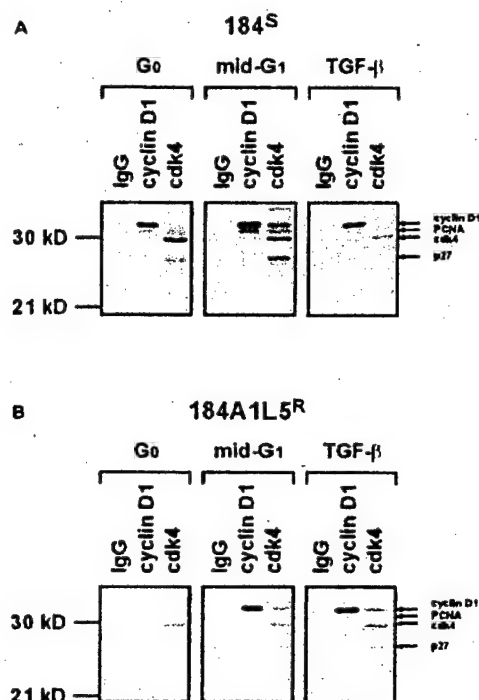 A
184S
G0 mid-G1 TGF-β
IgG cyclin D1 cdk4 IgG cyclin D1 cdk4 IgG cyclin D1 cdk4
30 kD
21 kD
cyclin D1
PCNA
cdk4
p27
B
184A1L5R
G0 mid-G1 TGF-β
IgG cyclin D1 cdk4 IgG cyclin D1 cdk4 IgG cyclin D1 cdk4
30 kD
21 kD
cyclin D1
PCNA
cdk4
p27